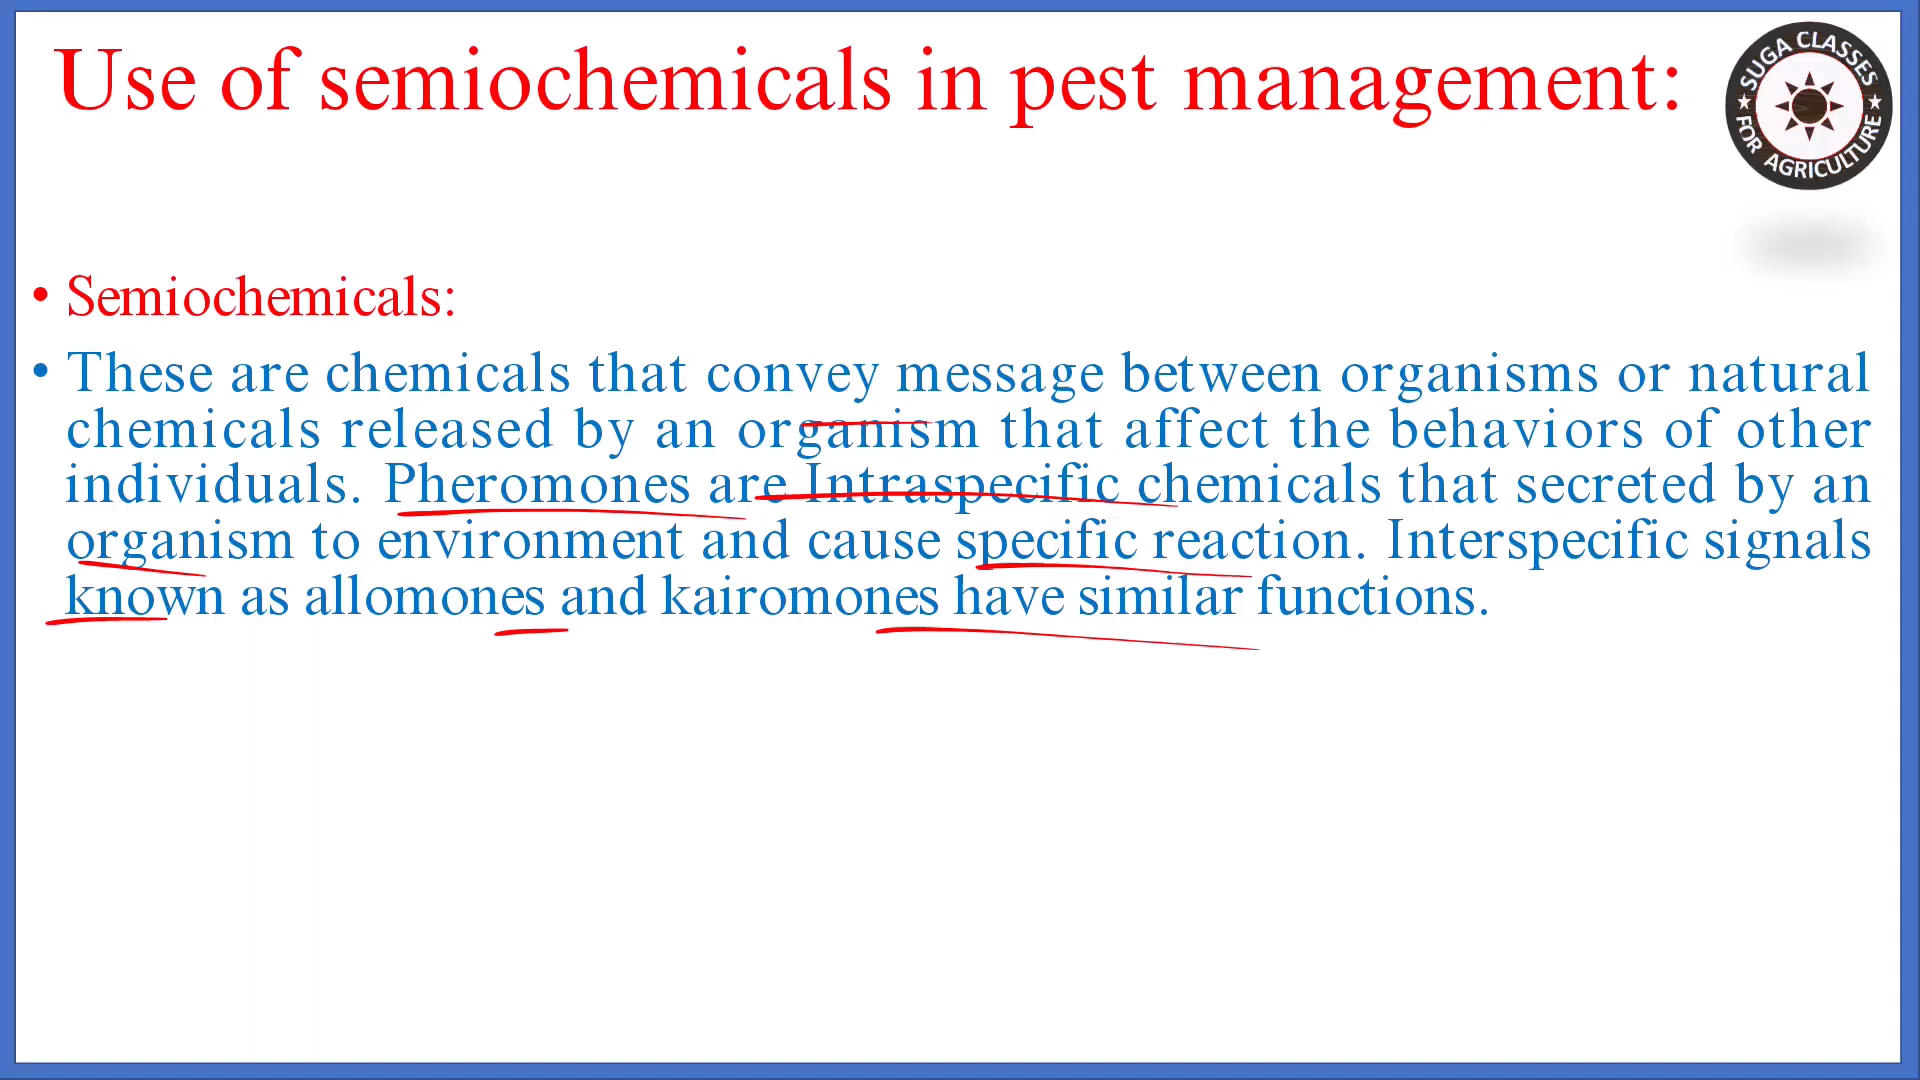 Use of semiochemicals in pest management:
SUGA CLASSES
FOR AGRICULTURE
• Semiochemicals:
• These are chemicals that convey message between organisms or natural
chemicals released by an organism that affect the behaviors of other
individuals. Pheromones are Intraspecific chemicals that secreted by an
organism to environment and cause specific reaction. Interspecific signals
known as allomones and kairomones have similar functions.